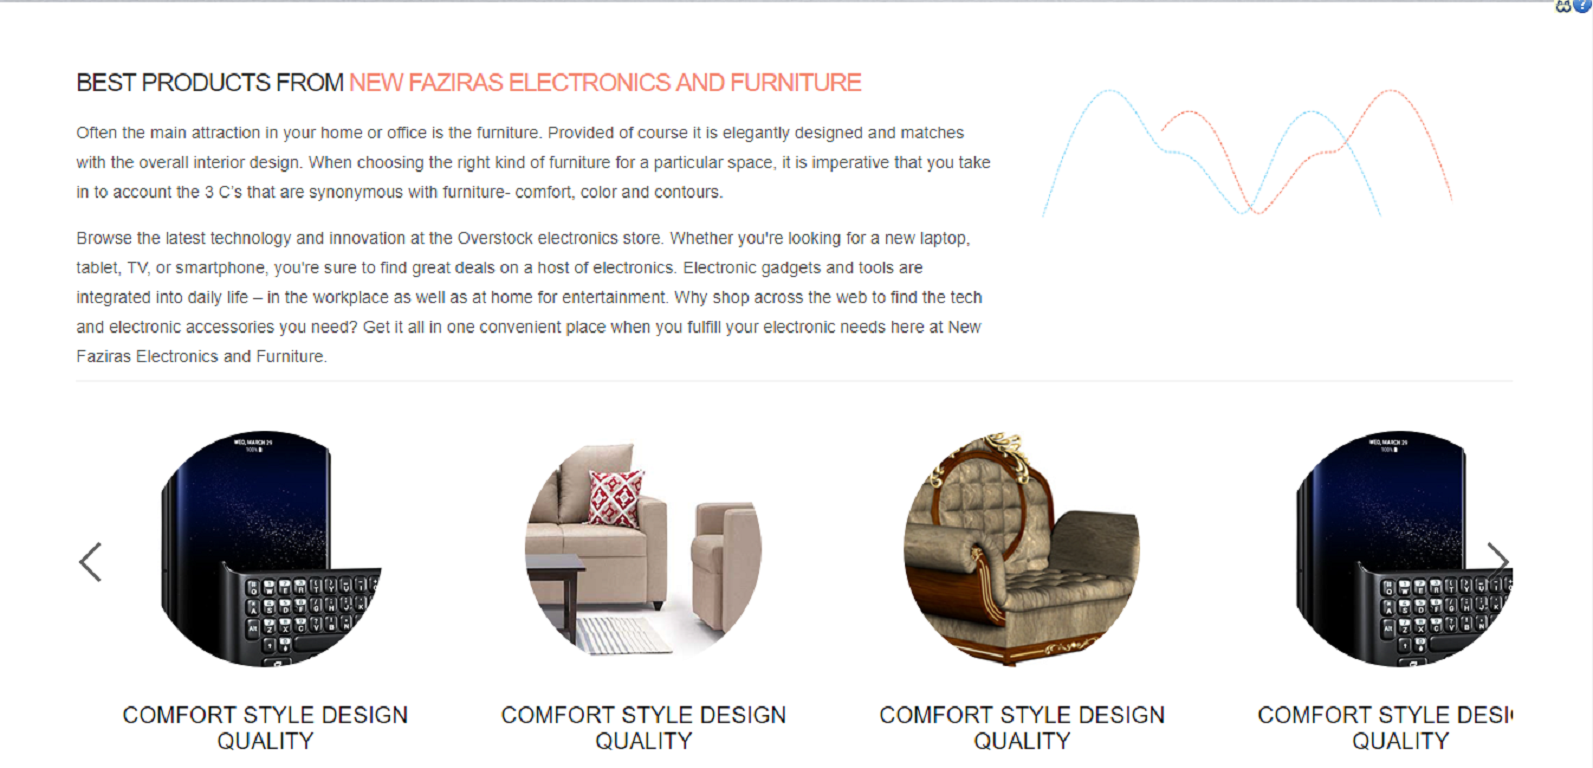 BEST PRODUCTS FROM NEW FAZIRAS ELECTRONICS AND FURNITURE
Often the main attraction in your home or office is the furniture. Provided of course it is elegantly designed and matches
with the overall interior design. When choosing the right kind of furniture for a particular space, it is imperative that you take
in to account the 3 C's that are synonymous with furniture- comfort, color and contours.
Browse the latest technology and innovation at the Overstock electronics store. Whether you're looking for a new laptop,
tablet, TV, or smartphone, you're sure to find great deals on a host of electronics. Electronic gadgets and tools are
integrated into daily life – in the workplace as well as at home for entertainment. Why shop across the web to find the tech
and electronic accessories you need? Get it all in one convenient place when you fulfill your electronic needs here at New
Faziras Electronics and Furniture.
WED, MARCH 29
100%
WED, MARCH 29
100%
COMFORT STYLE DESIGN
QUALITY
COMFORT STYLE DESIGN
QUALITY
COMFORT STYLE DESIGN
QUALITY
COMFORT STYLE DESI
QUALITY